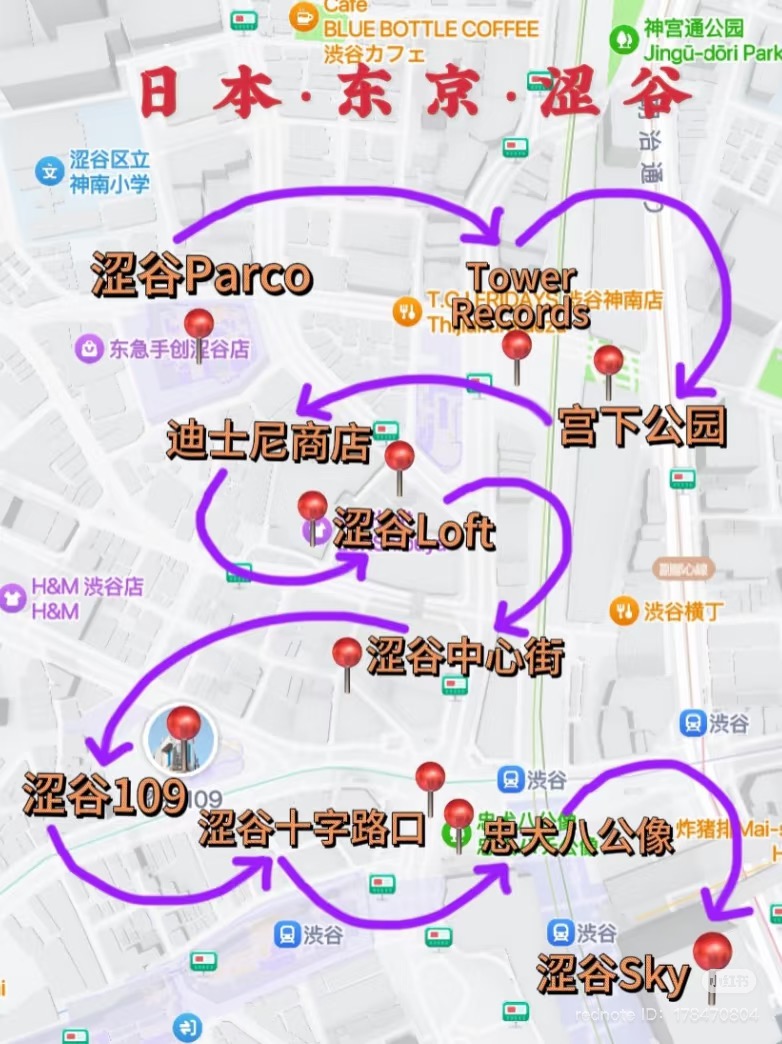 Cafe
BLUE BOTTLE COFFEE
渋谷カフェ
神宫通公园
Jingū-dōri Park
日本·东京·涩谷
明治通り
涩谷区立
神南小学
涩谷Parco
Tower
Records
T.G.I. FRIDAYS 渋谷神南店
东急手创涩谷店
宫下公园
迪士尼商店
涩谷Loft
H&M 渋谷店
H&M
副都心線
渋谷横丁
涩谷中心街
渋谷
涩谷109
109
渋谷
涩谷十字路口
忠犬八公像
炸猪排
Mai-s
渋谷
渋谷
涩谷Sky
小红书
rednote ID: 178470804